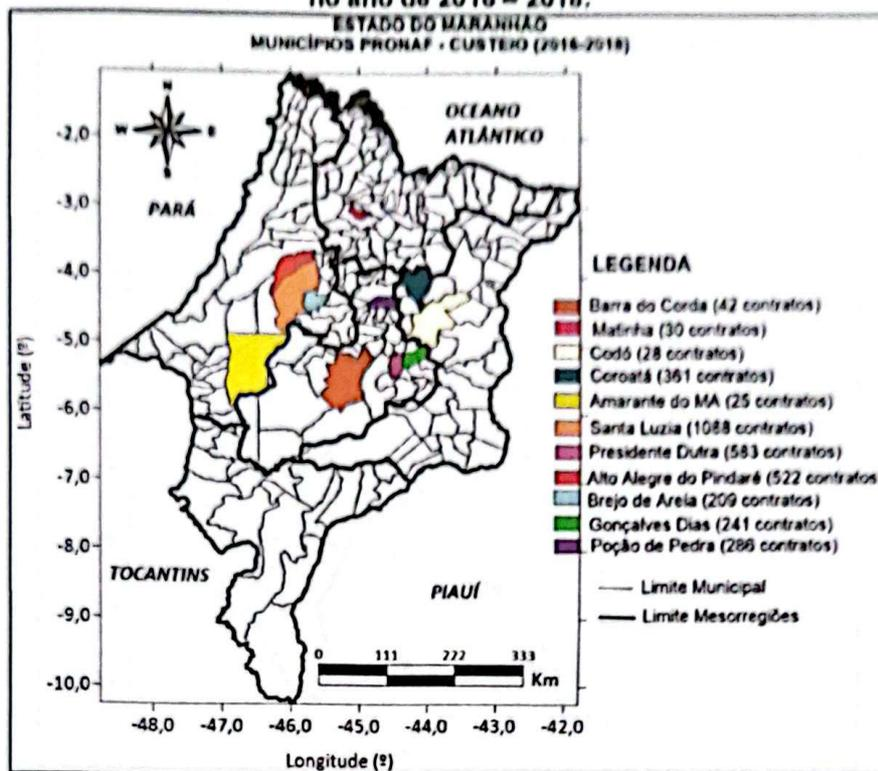 no ano de 2016 – 2018.
ESTADO DO MARANHÃO
MUNICÍPIOS PRONAF - CUSTEIO (2016-2018)
N
W E
S
OCEANO
ATLÂNTICO
PARÁ
TOCANTINS
PIAUÍ
-2,0
-3,0
-4,0
-5,0
-6,0
-7,0
-8,0
-9,0
-10,0
Latitude (º)
-48,0 -47,0 -46,0 -45,0 -44,0 -43,0 -42,0
Longitude (º)
0 111 222 333
Km
LEGENDA
Barra do Corda (42 contratos)
Matinha (30 contratos)
Codó (28 contratos)
Coroatá (361 contratos)
Amarante do MA (25 contratos)
Santa Luzia (1088 contratos)
Presidente Dutra (583 contratos)
Alto Alegre do Pindaré (522 contratos
Brejo de Areia (209 contratos)
Gonçalves Dias (241 contratos)
Poção de Pedra (286 contratos)
Limite Municipal
Limite Mesorregiões